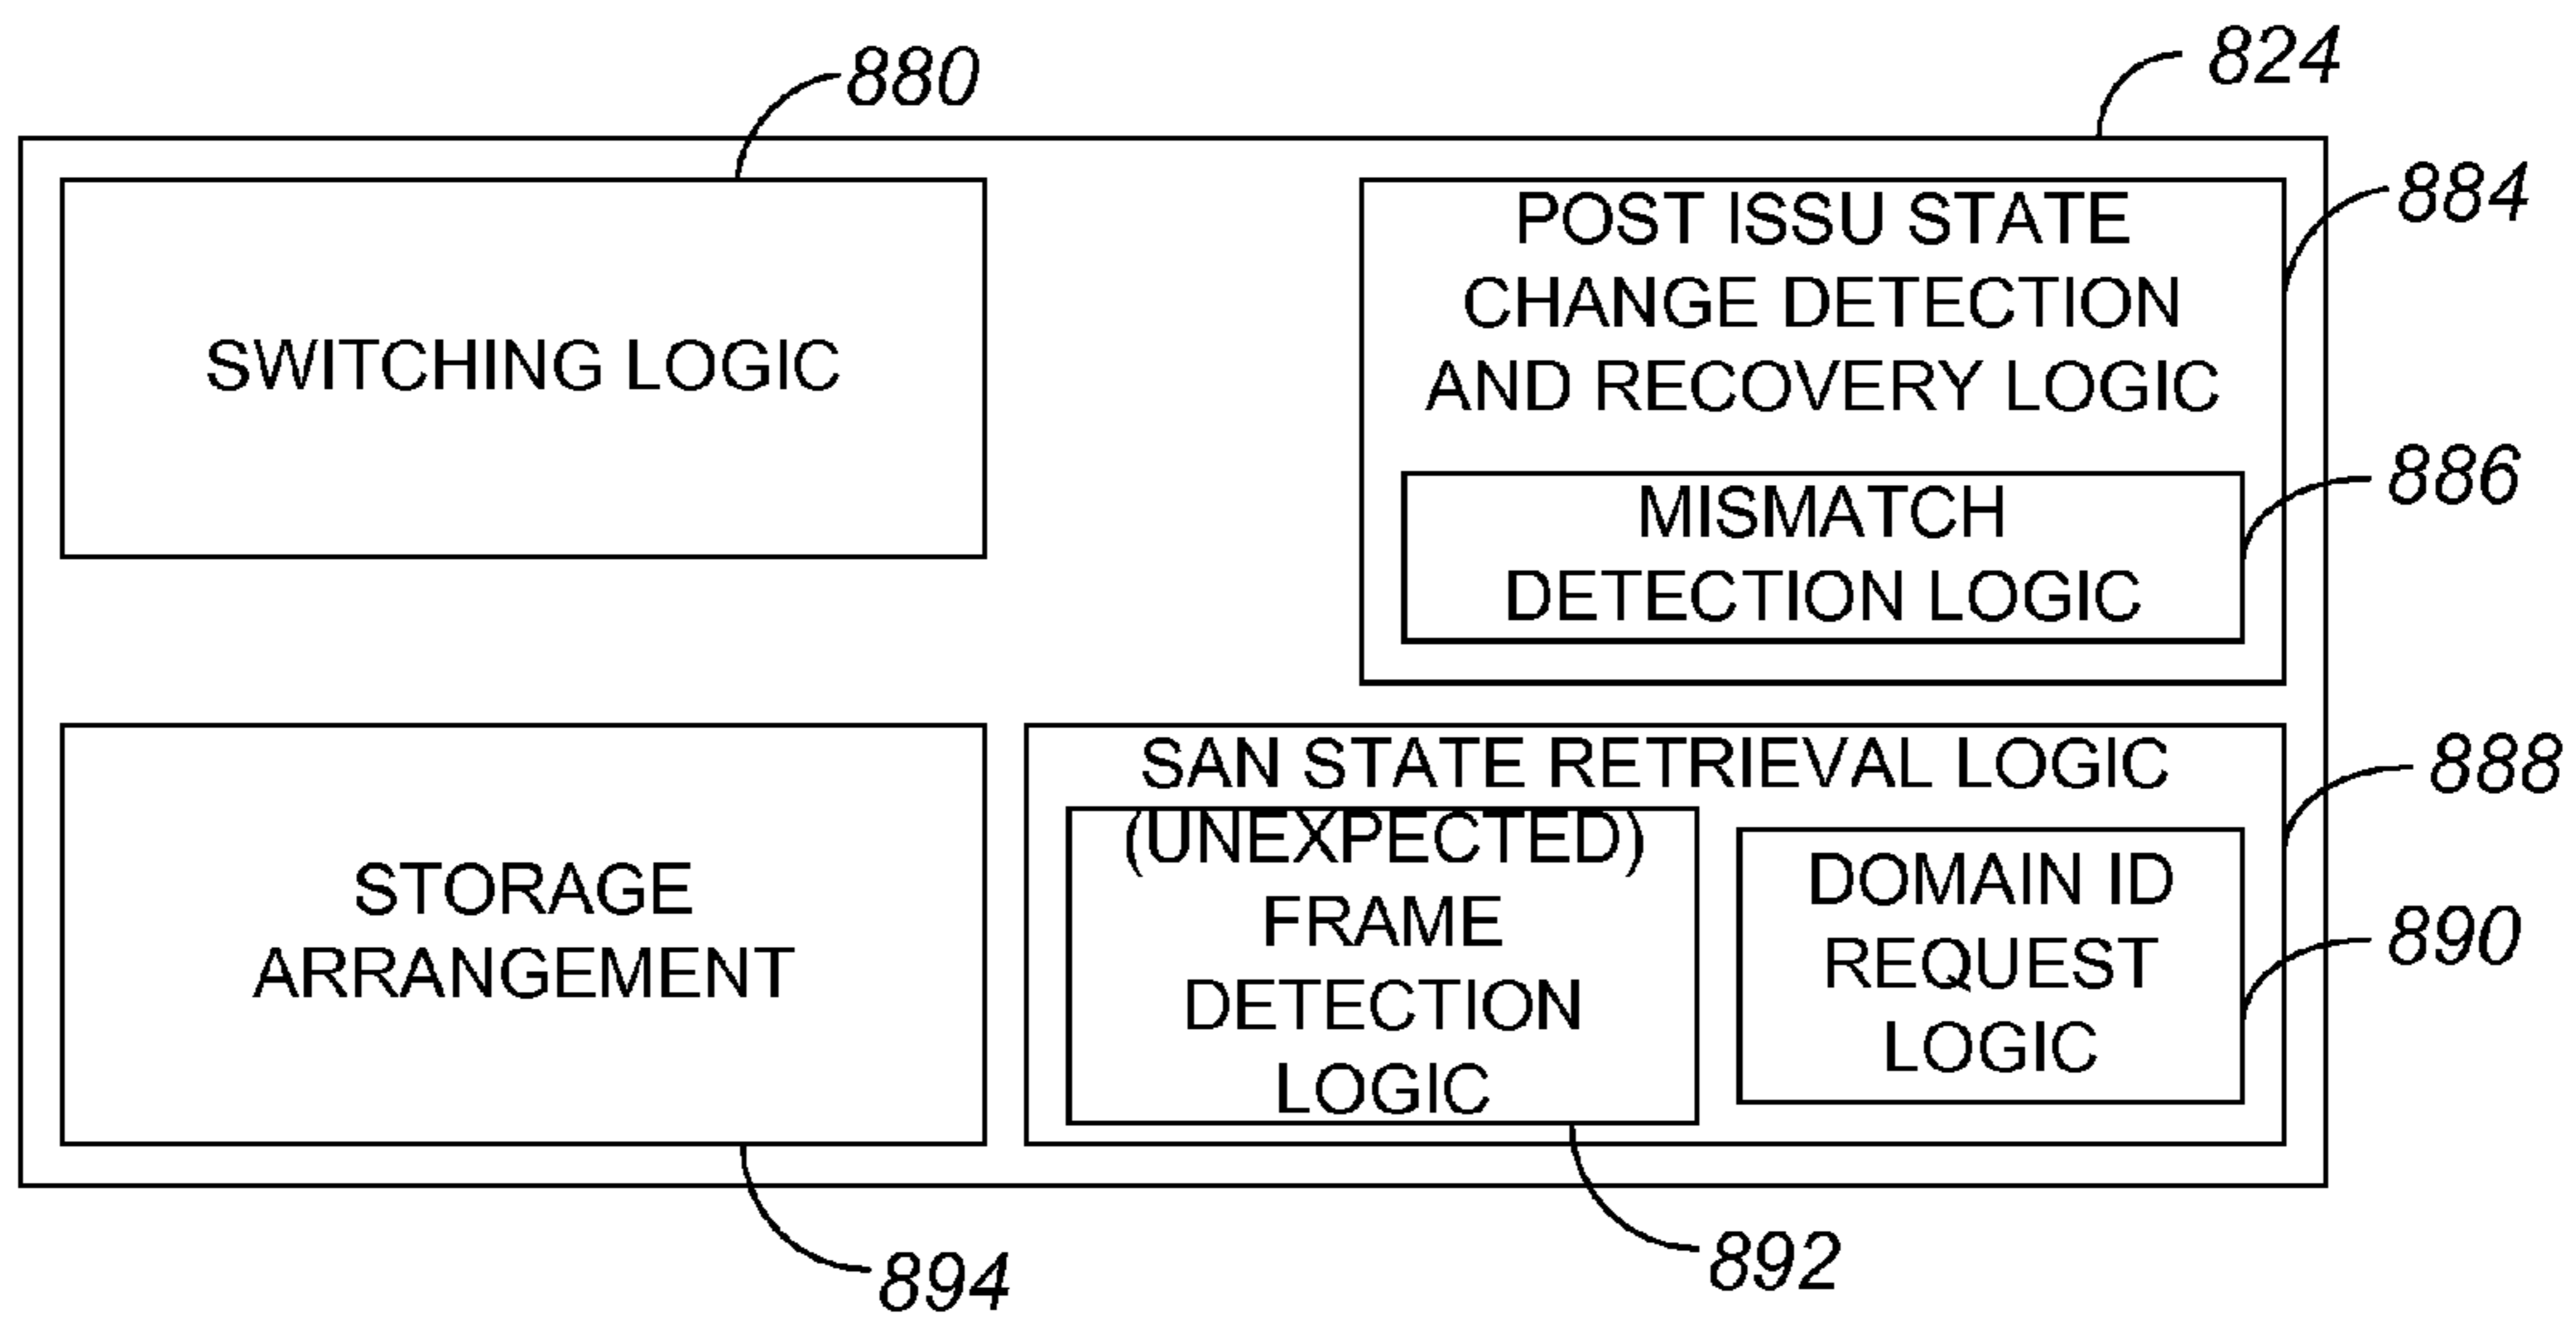 880
824
SWITCHING LOGIC
POST ISSU STATE
CHANGE DETECTION
AND RECOVERY LOGIC
884
MISMATCH
DETECTION LOGIC
886
STORAGE
ARRANGEMENT
894
SAN STATE RETRIEVAL LOGIC
888
(UNEXPECTED)
FRAME
DETECTION
LOGIC
892
DOMAIN ID
REQUEST
LOGIC
890